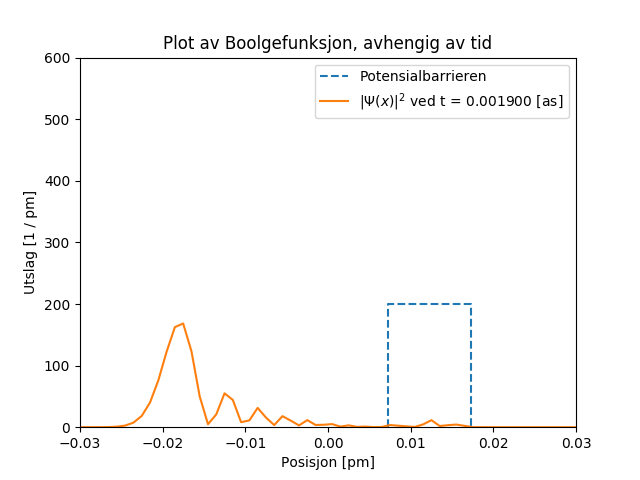 Plot av Boolgefunksjon, avhengig av tid
Utslag [1 / pm]
600
500
400
300
200
100
0
Potensialbarrieren
|Ψ(x)|² ved t = 0.001900 [as]
−0.03 −0.02 −0.01 0.00 0.01 0.02 0.03
Posisjon [pm]